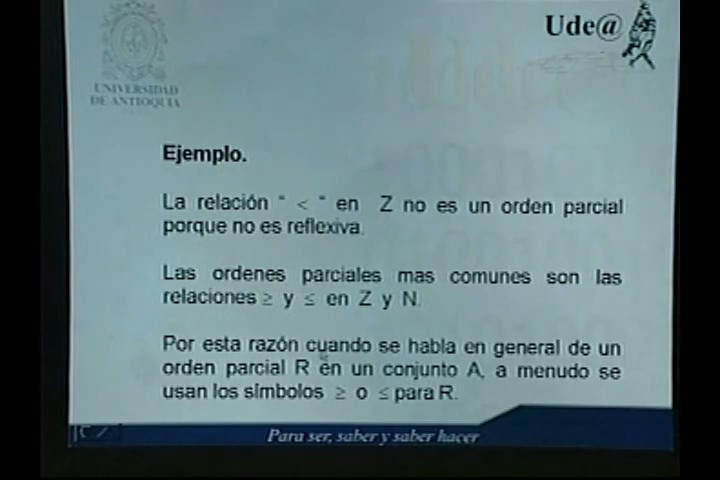 Ude@
UNIVERSIDAD
DE ANTIOQUIA
Ejemplo.
La relación " < " en Z no es un orden parcial
porque no es reflexiva.
Las ordenes parciales mas comunes son las
relaciones ≥ y ≤ en Z y N.
Por esta razón cuando se habla en general de un
orden parcial R en un conjunto A, a menudo se
usan los símbolos ≥ o ≤ para R.
Para ser, saber y saber hacer